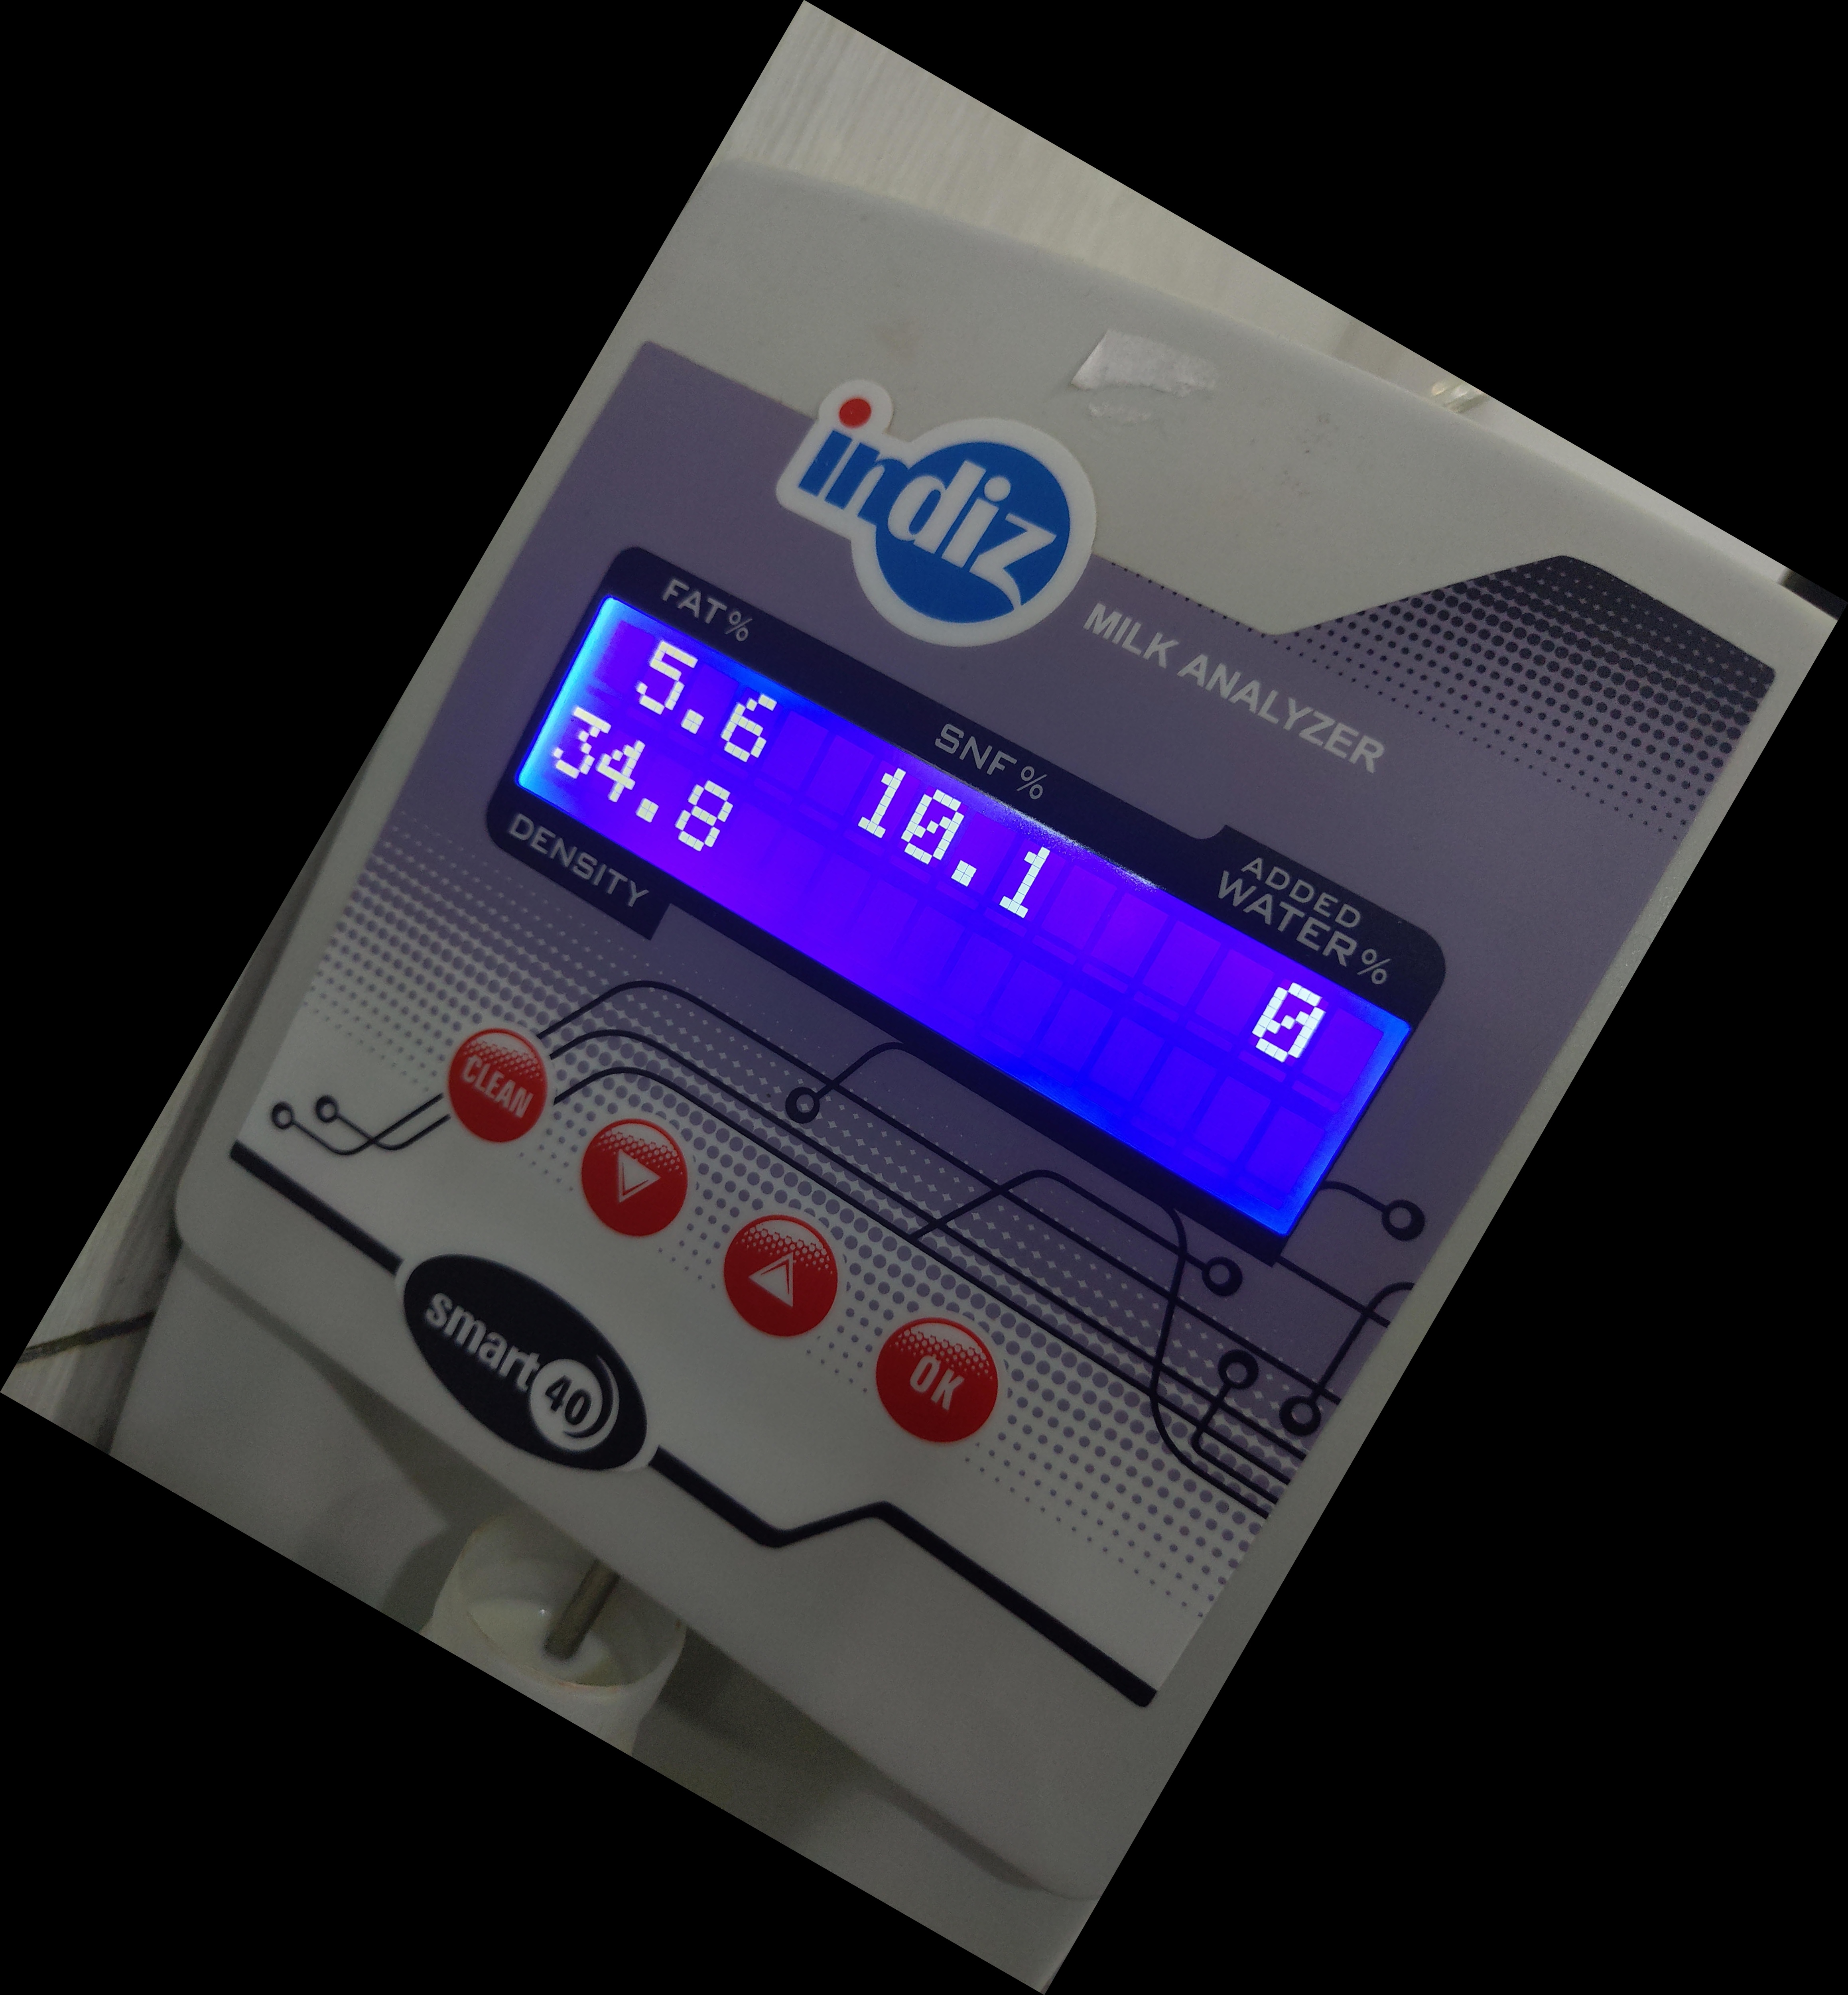 indiz
MILK ANALYZER
FAT% SNF% ADDED WATER%
5.6 10.1 0
34.8
DENSITY
CLEAN
OK
smart 40